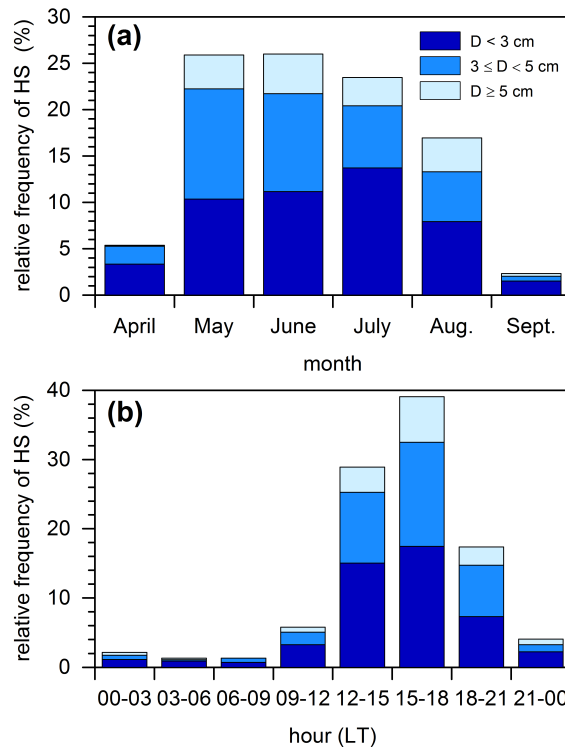 (a)
D < 3 cm
3 ≤ D < 5 cm
D ≥ 5 cm
relative frequency of HS (%)
30
25
20
15
10
5
0
April May June July Aug. Sept.
month
(b)
relative frequency of HS (%)
40
30
20
10
0
00-03 03-06 06-09 09-12 12-15 15-18 18-21 21-00
hour (LT)